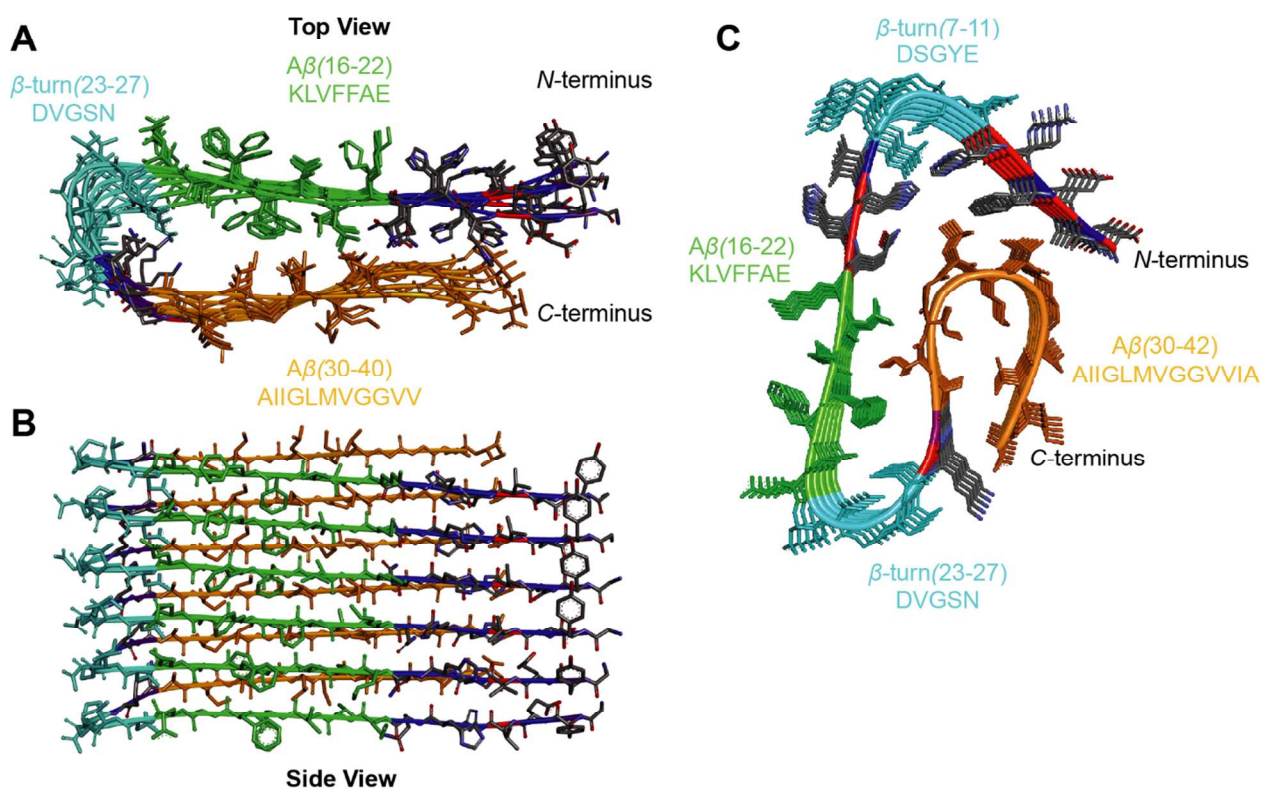 A
Top View
β-turn(23-27)
DVGSN
Aβ(16-22)
KLVFFAE
N-terminus
C-terminus
Aβ(30-40)
AIIGLMVGGVV
B
Side View
C
β-turn(7-11)
DSGYE
Aβ(16-22)
KLVFFAE
N-terminus
Aβ(30-42)
AIIGLMVGGVVIA
C-terminus
β-turn(23-27)
DVGSN